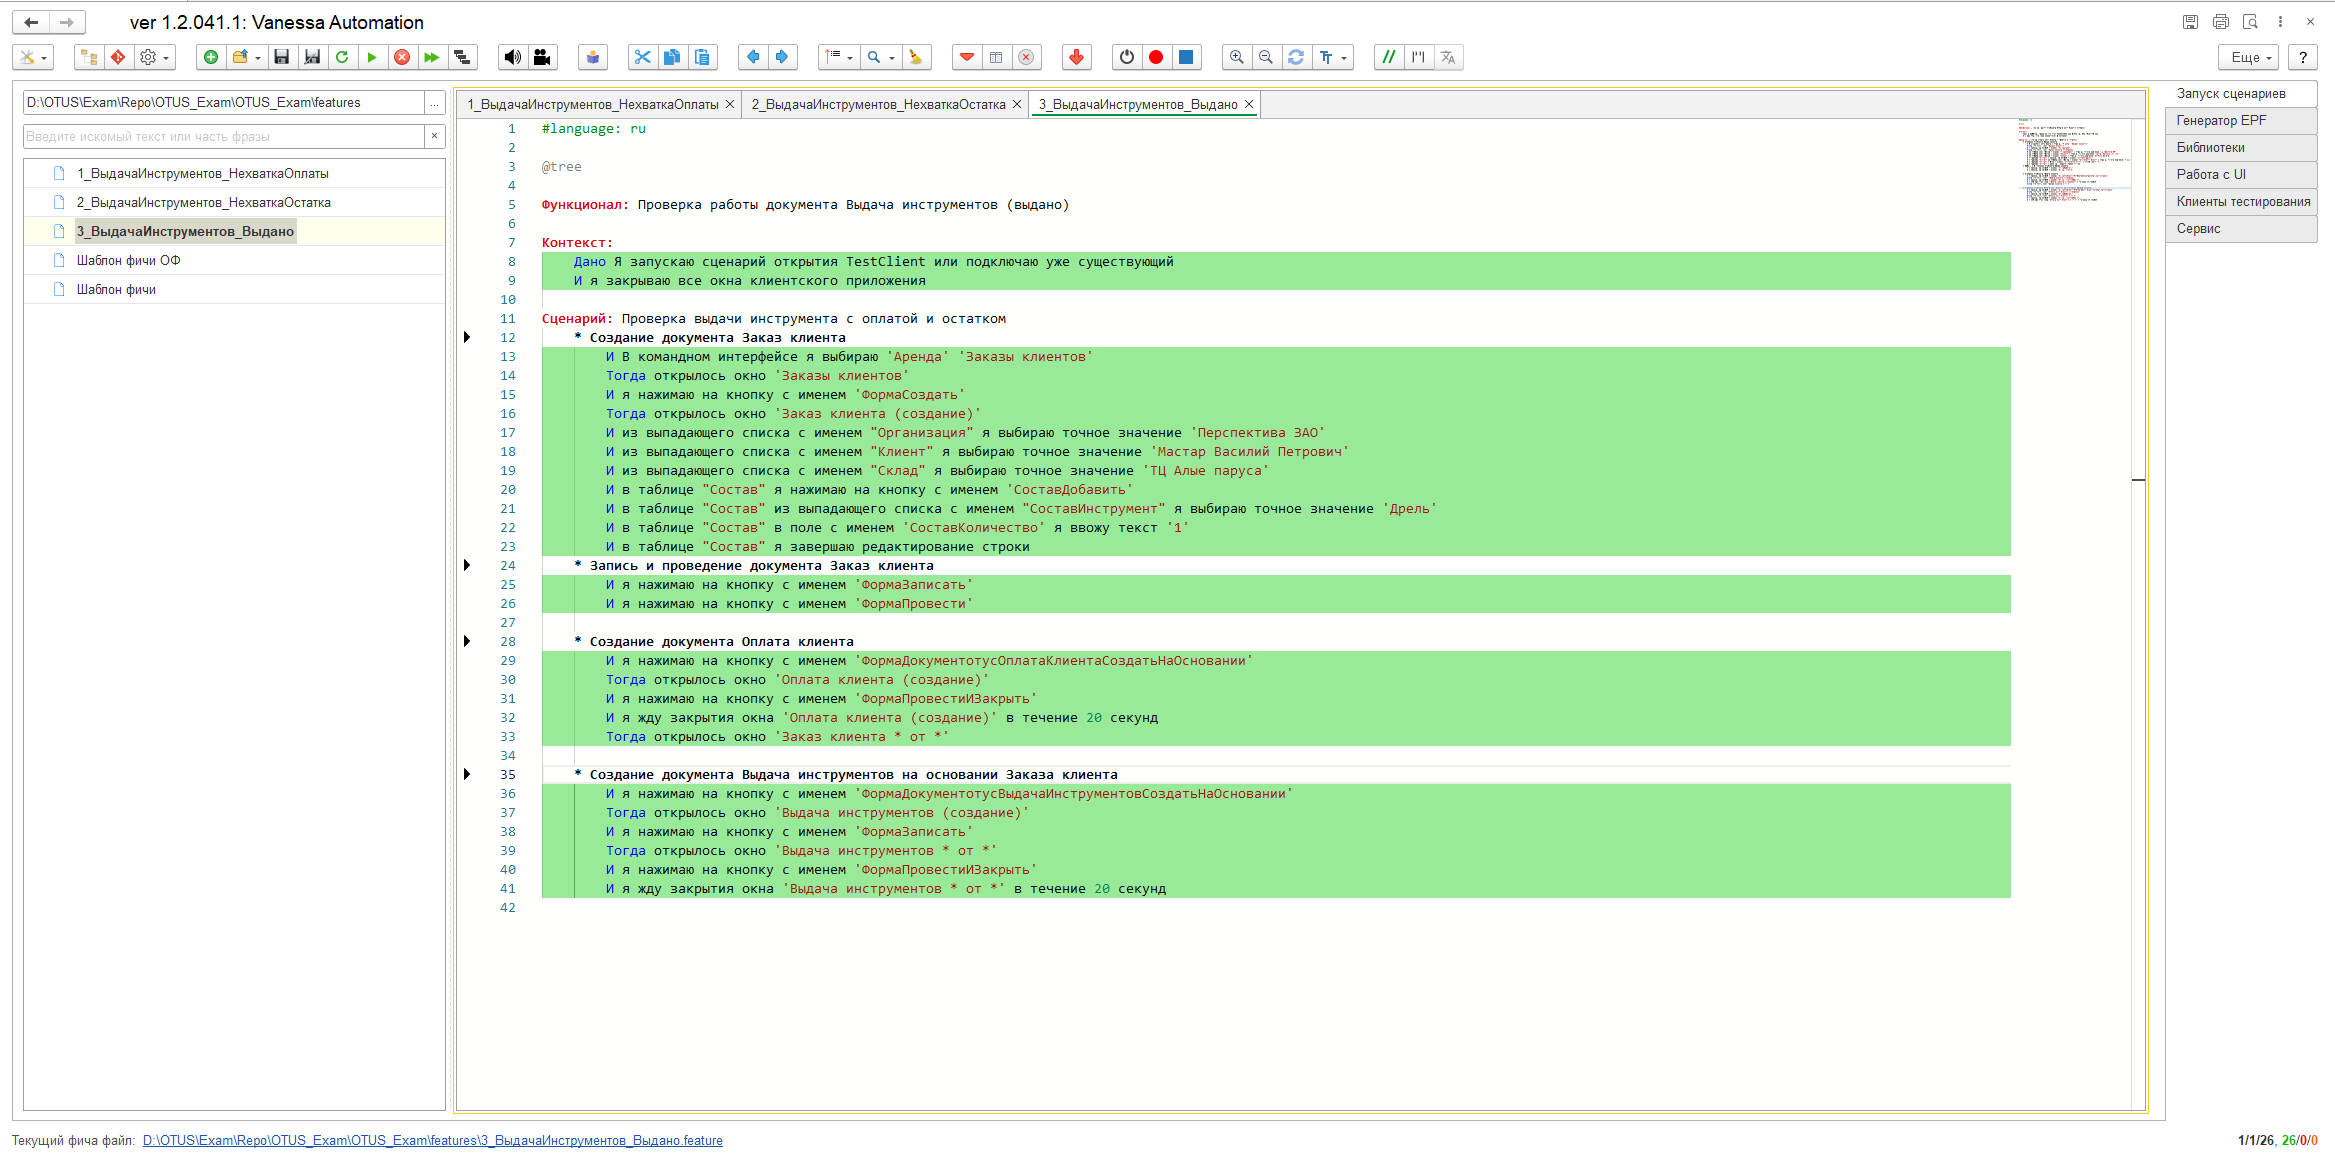 ver 1.2.041.1: Vanessa Automation
Еще
?
D:\OTUS\Exam\Repo\OTUS_Exam\OTUS_Exam\features
...
Введите искомый текст или часть фразы
1_ВыдачаИнструментов_НехваткаОплаты
2_ВыдачаИнструментов_НехваткаОстатка
3_ВыдачаИнструментов_Выдано
Шаблон фичи ОФ
Шаблон фичи
1_ВыдачаИнструментов_НехваткаОплаты
2_ВыдачаИнструментов_НехваткаОстатка
3_ВыдачаИнструментов_Выдано
1 #language: ru
2
3 @tree
4
5 Функционал: Проверка работы документа Выдача инструментов (выдано)
6
7 Контекст:
8 Дано Я запускаю сценарий открытия TestClient или подключаю уже существующий
9 И я закрываю все окна клиентского приложения
10
11 Сценарий: Проверка выдачи инструмента с оплатой и остатком
12 * Создание документа Заказ клиента
13 И В командном интерфейсе я выбираю 'Аренда' 'Заказы клиентов'
14 Тогда открылось окно 'Заказы клиентов'
15 И я нажимаю на кнопку с именем 'ФормаСоздать'
16 Тогда открылось окно 'Заказ клиента (создание)'
17 И из выпадающего списка с именем "Организация" я выбираю точное значение 'Перспектива ЗАО'
18 И из выпадающего списка с именем "Клиент" я выбираю точное значение 'Мастар Василий Петрович'
19 И из выпадающего списка с именем "Склад" я выбираю точное значение 'ТЦ Алые паруса'
20 И в таблице "Состав" я нажимаю на кнопку с именем 'СоставДобавить'
21 И в таблице "Состав" из выпадающего списка с именем "СоставИнструмент" я выбираю точное значение 'Дрель'
22 И в таблице "Состав" в поле с именем 'СоставКоличество' я ввожу текст '1'
23 И в таблице "Состав" я завершаю редактирование строки
24 * Запись и проведение документа Заказ клиента
25 И я нажимаю на кнопку с именем 'ФормаЗаписать'
26 И я нажимаю на кнопку с именем 'ФормаПровести'
27
28 * Создание документа Оплата клиента
29 И я нажимаю на кнопку с именем 'ФормаДокументотусОплатаКлиентаСоздатьНаОсновании'
30 Тогда открылось окно 'Оплата клиента (создание)'
31 И я нажимаю на кнопку с именем 'ФормаПровестиИЗакрыть'
32 И я жду закрытия окна 'Оплата клиента (создание)' в течение 20 секунд
33 Тогда открылось окно 'Заказ клиента * от *'
34
35 * Создание документа Выдача инструментов на основании Заказа клиента
36 И я нажимаю на кнопку с именем 'ФормаДокументотусВыдачаИнструментовСоздатьНаОсновании'
37 Тогда открылось окно 'Выдача инструментов (создание)'
38 И я нажимаю на кнопку с именем 'ФормаЗаписать'
39 Тогда открылось окно 'Выдача инструментов * от *'
40 И я нажимаю на кнопку с именем 'ФормаПровестиИЗакрыть'
41 И я жду закрытия окна 'Выдача инструментов * от *' в течение 20 секунд
42
Запуск сценариев
Генератор EPF
Библиотеки
Работа с UI
Клиенты тестирования
Сервис
Текущий фича файл: D:\OTUS\Exam\Repo\OTUS_Exam\OTUS_Exam\features\3_ВыдачаИнструментов_Выдано.feature
1/1/26, 26/0/0